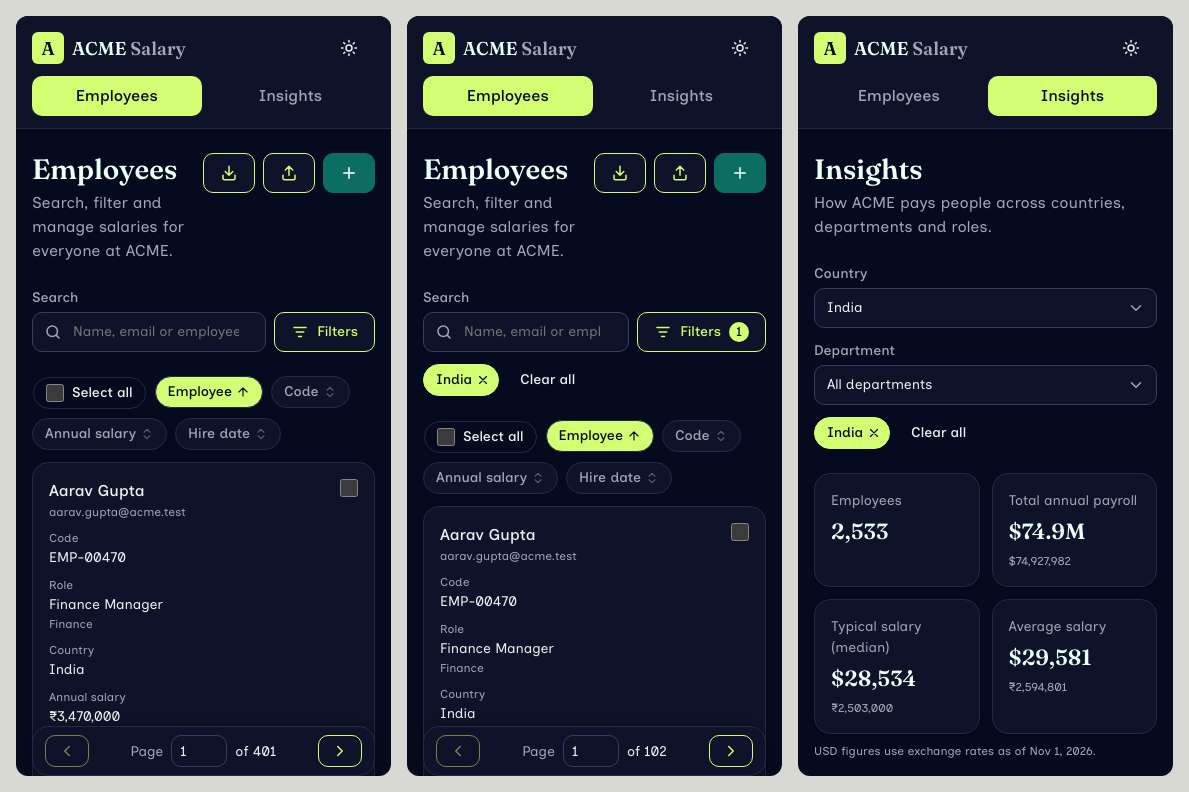 A ACME Salary
Employees Insights
Employees
Search, filter and
manage salaries for
everyone at ACME.
Search
Name, email or employee Filters
Select all Employee Code
Annual salary Hire date
Aarav Gupta
aarav.gupta@acme.test
Code
EMP-00470
Role
Finance Manager
Finance
Country
India
Annual salary
₹3,470,000
Page 1 of 401
A ACME Salary
Employees Insights
Employees
Search, filter and
manage salaries for
everyone at ACME.
Search
Name, email or empl Filters 1
India Clear all
Select all Employee Code
Annual salary Hire date
Aarav Gupta
aarav.gupta@acme.test
Code
EMP-00470
Role
Finance Manager
Finance
Country
India
Page 1 of 102
A ACME Salary
Employees Insights
Insights
How ACME pays people across countries,
departments and roles.
Country
India
Department
All departments
India Clear all
Employees
2,533
Total annual payroll
$74.9M
$74,927,982
Typical salary
(median)
$28,534
₹2,503,000
Average salary
$29,581
₹2,594,801
USD figures use exchange rates as of Nov 1, 2026.